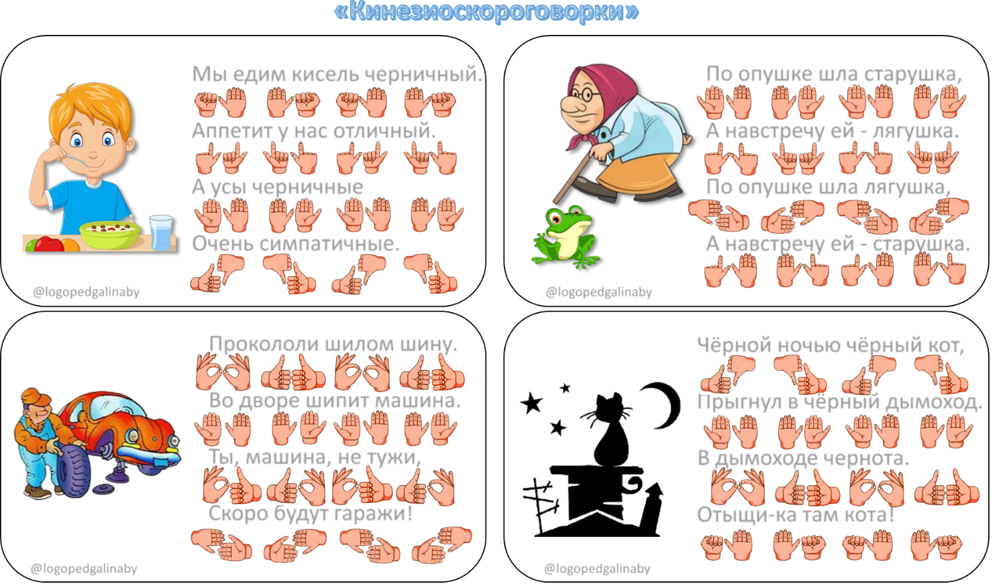 «Кинезиоскороговорки»
Мы едим кисель черничный.
Аппетит у нас отличный.
А усы черничные
Очень симпатичные.
@logopedgalinaby
По опушке шла старушка,
А навстречу ей - лягушка.
По опушке шла лягушка,
А навстречу ей - старушка.
@logopedgalinaby
Прокололи шилом шину.
Во дворе шипит машина.
Ты, машина, не тужи,
Скоро будут гаражи!
@logopedgalinaby
Чёрной ночью чёрный кот,
Прыгнул в чёрный дымоход.
В дымоходе чернота.
Отыщи-ка там кота!
@logopedgalinaby